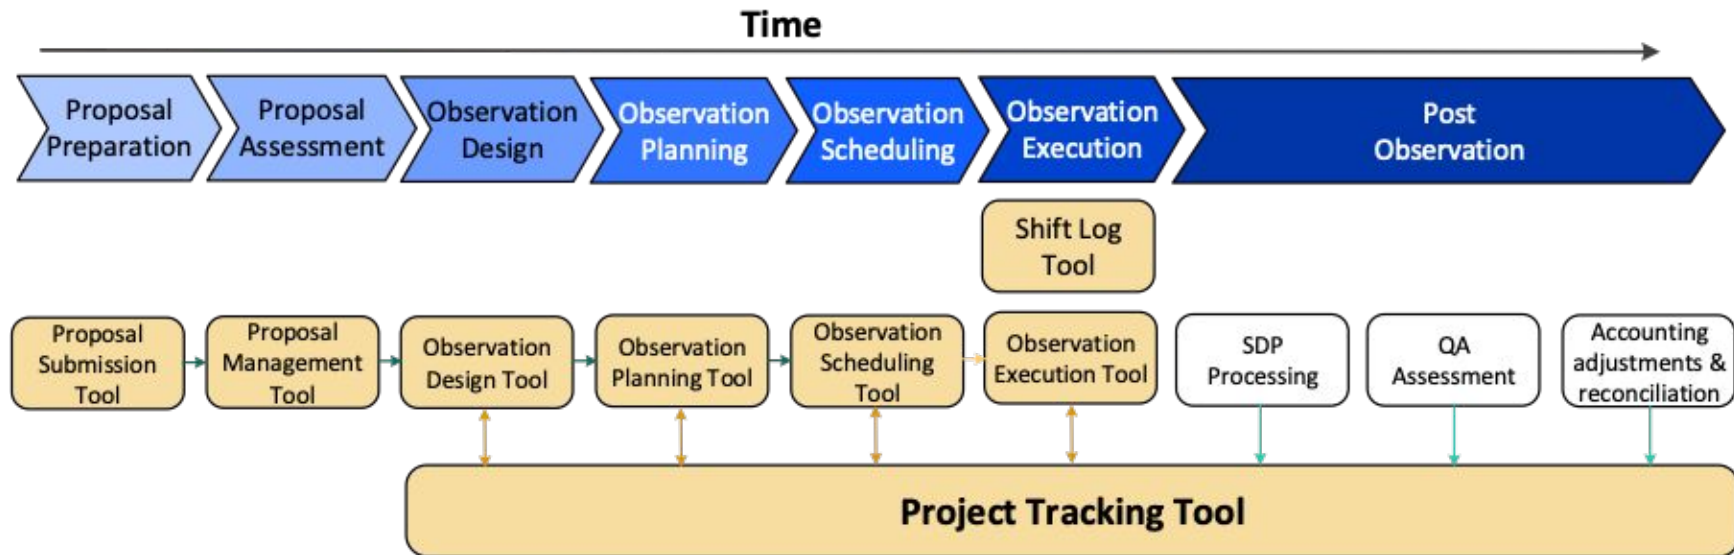 Time
Proposal
Preparation
Proposal
Assessment
Observation
Design
Observation
Planning
Observation
Scheduling
Observation
Execution
Post
Observation
Shift Log
Tool
Proposal
Submission
Tool
Proposal
Management
Tool
Observation
Design Tool
Observation
Planning Tool
Observation
Scheduling
Tool
Observation
Execution Tool
SDP
Processing
QA
Assessment
Accounting
adjustments &
reconciliation
Project Tracking Tool